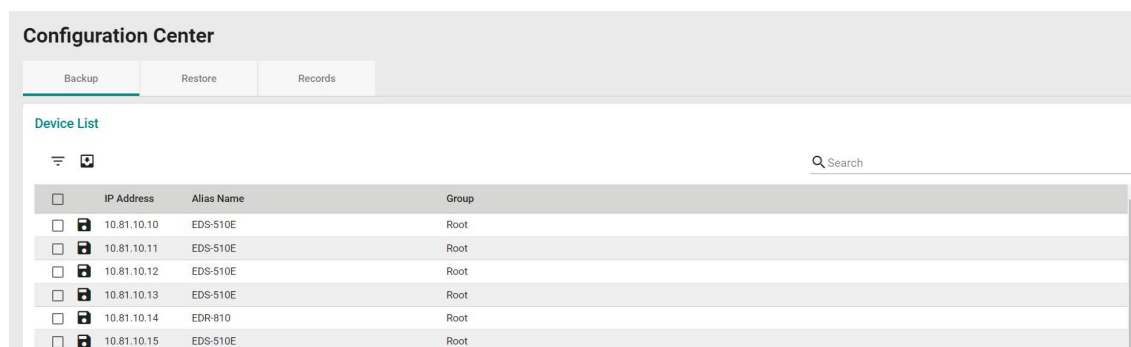 Configuration Center
Backup Restore Records
Device List
Search
IP Address Alias Name Group
10.81.10.10 EDS-510E Root
10.81.10.11 EDS-510E Root
10.81.10.12 EDS-510E Root
10.81.10.13 EDS-510E Root
10.81.10.14 EDR-810 Root
10.81.10.15 EDS-510E Root